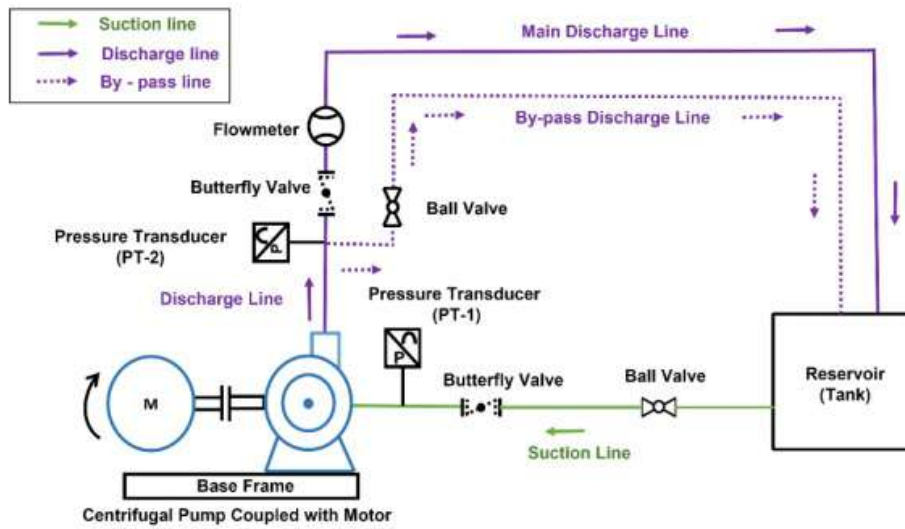 Suction line
Discharge line
By - pass line
Main Discharge Line
By-pass Discharge Line
Flowmeter
Butterfly Valve
Ball Valve
Pressure Transducer
(PT-2)
P
Discharge Line
Pressure Transducer
(PT-1)
P
Butterfly Valve
Ball Valve
Reservoir
(Tank)
M
Suction Line
Base Frame
Centrifugal Pump Coupled with Motor